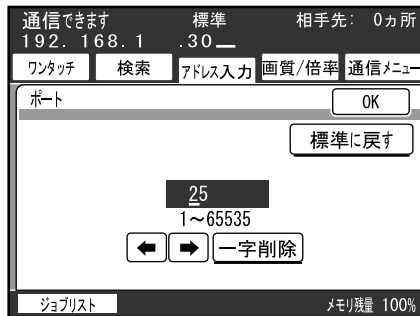 通信できます 標準 相手先: 0ヵ所
192. 168. 1 .30
ワンタッチ 検索 アドレス入力 画質/倍率 通信メニュー
ポート OK
標準に戻す
25
1～65535
← → 一字削除
ジョブリスト メモリ残量 100%